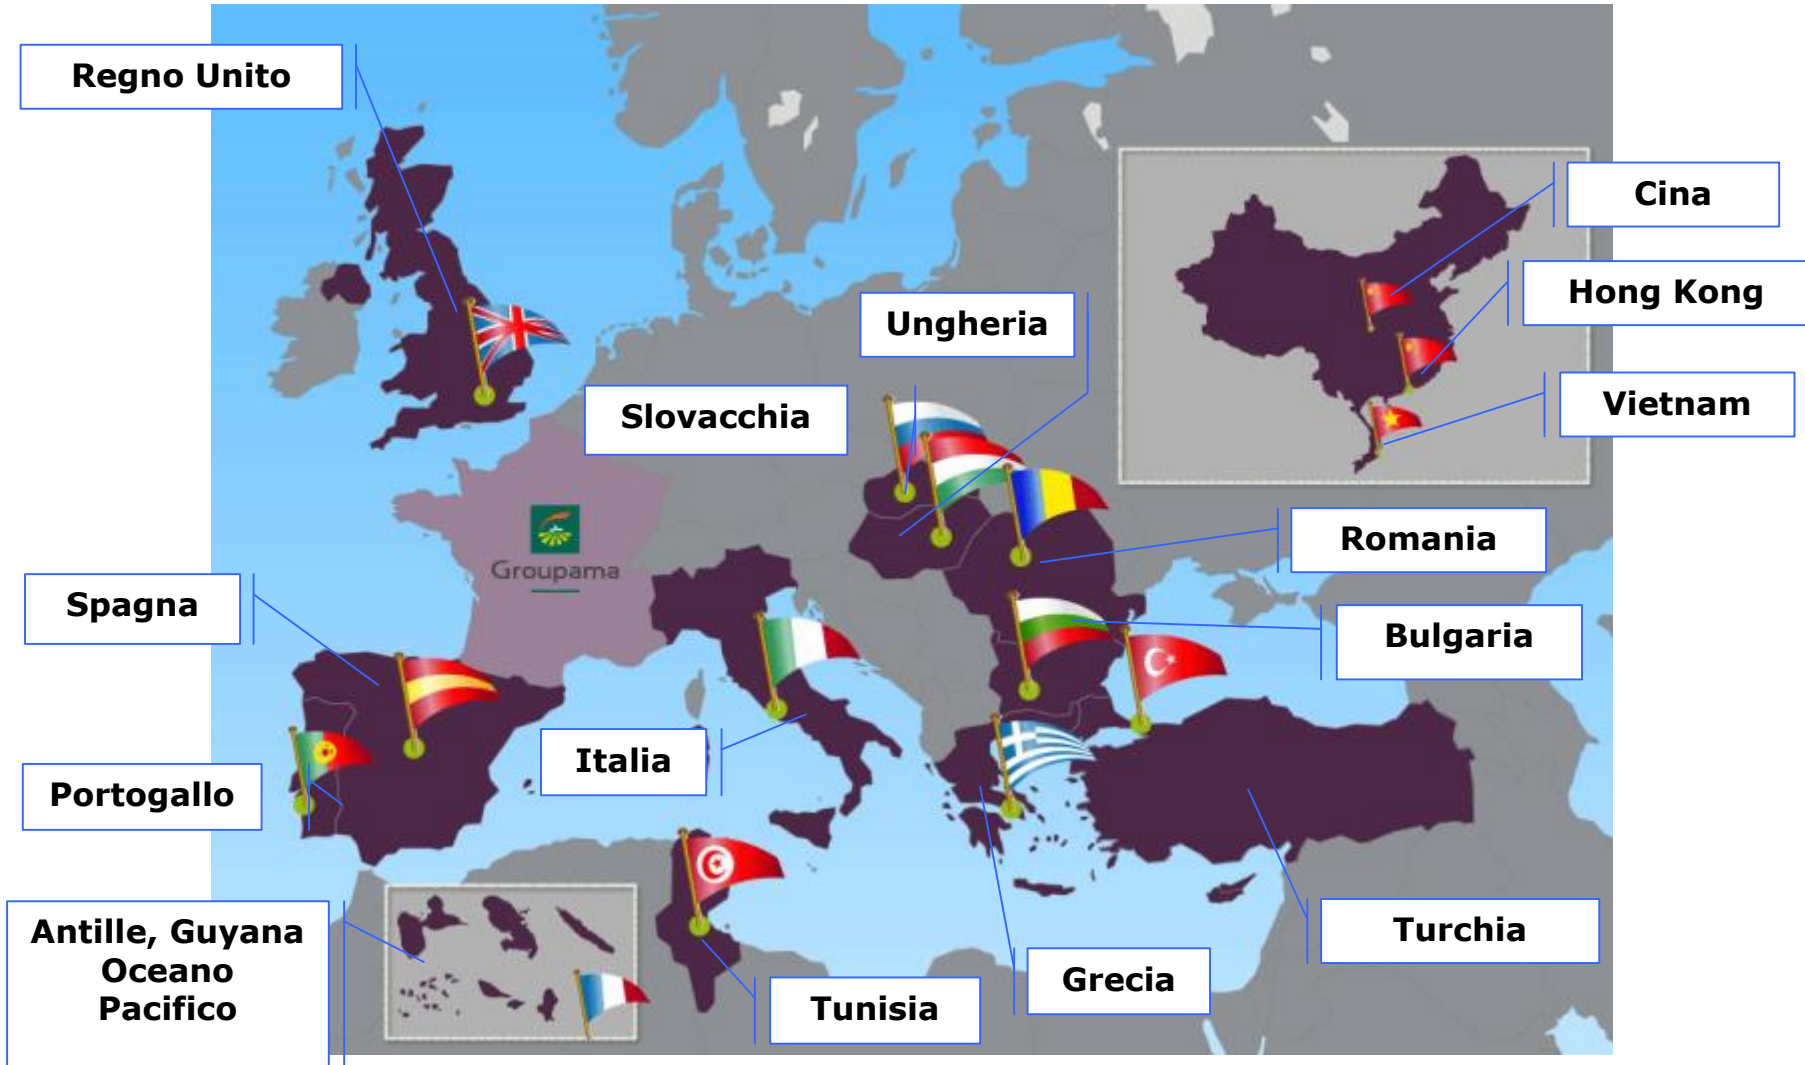 Regno Unito
Cina
Hong Kong
Ungheria
Slovacchia
Vietnam
Groupama
Romania
Spagna
Bulgaria
Italia
Portogallo
Antille, Guyana
Oceano
Pacifico
Turchia
Grecia
Tunisia